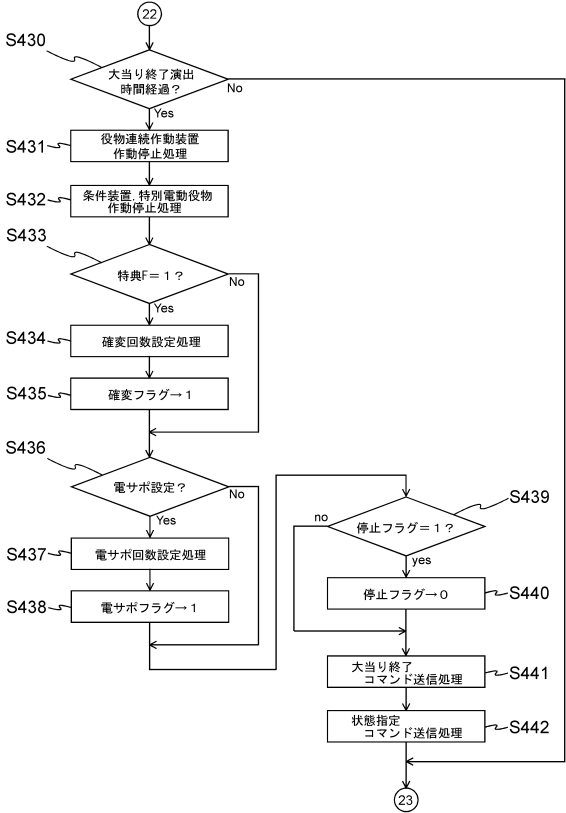 22
S430
大当り終了演出
時間経過？
No
Yes
S431
役物連続作動装置
作動停止処理
S432
条件装置,特別電動役物
作動停止処理
S433
特典F＝１？
No
Yes
S434
確変回数設定処理
S435
確変フラグ→１
S436
電サポ設定？
No
Yes
S437
電サポ回数設定処理
S438
電サポフラグ→１
S439
停止フラグ＝１？
no
yes
S440
停止フラグ→０
S441
大当り終了
コマンド送信処理
S442
状態指定
コマンド送信処理
23